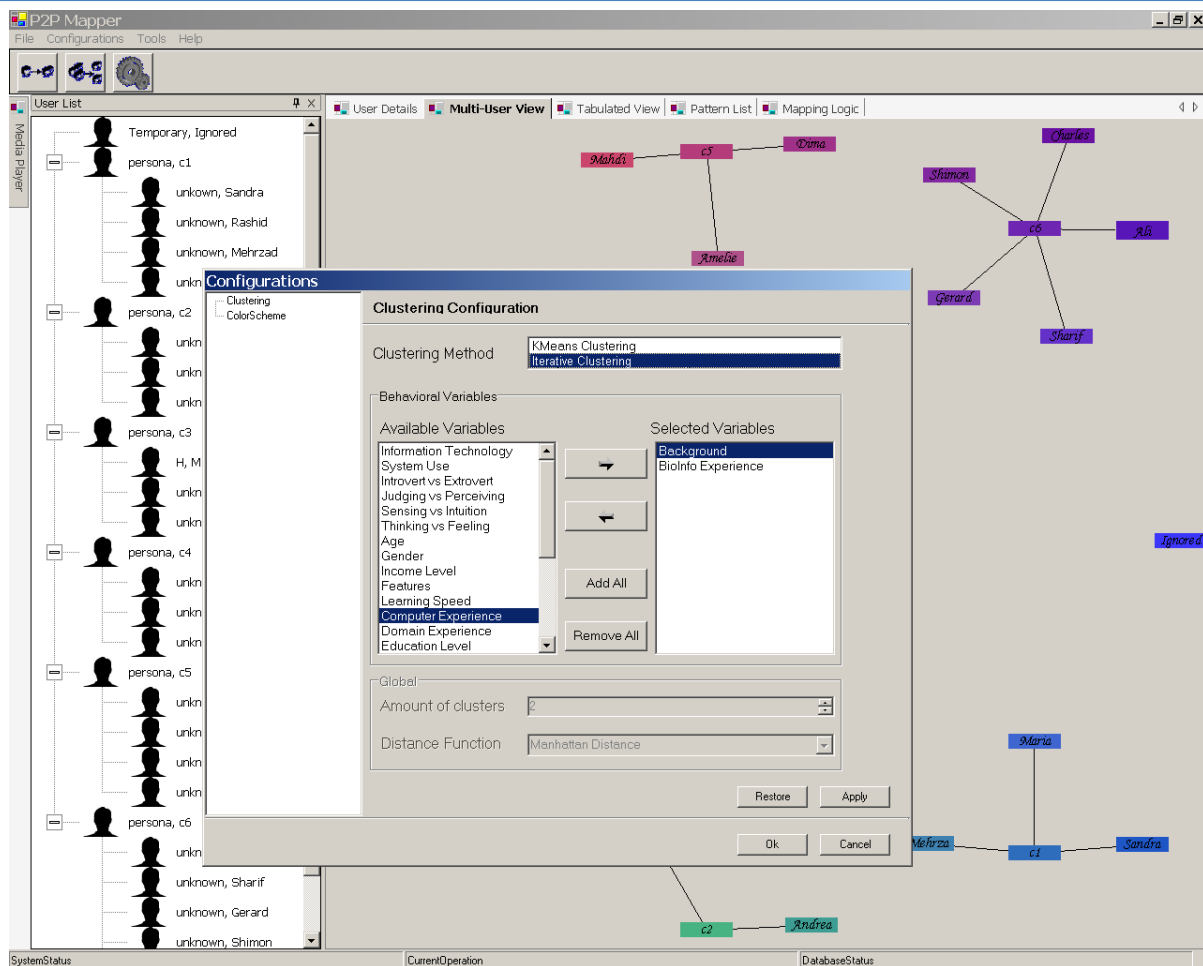 P2P Mapper
File Configurations Tools Help
User List
User Details Multi-User View Tabulated View Pattern List Mapping Logic
Media Player
Temporary, Ignored
persona, c1
unkown, Sandra
unknown, Rashid
unknown, Mehrzad
unkn
persona, c2
unkn
unkn
unkn
persona, c3
H, M
unkn
unkn
persona, c4
unkn
unkn
unkn
persona, c5
unkn
unkn
unkn
unkn
persona, c6
unkn
unknown, Sharif
unknown, Gerard
unknown, Shimon
Mahdi
c5
Dima
Amelie
Charles
Shimon
c6
Ali
Gerard
Sharif
Ignored
Configurations
Clustering
ColorScheme
Clustering Configuration
Clustering Method
KMeans Clustering
Iterative Clustering
Behavioral Variables
Available Variables
Information Technology
System Use
Introvert vs Extrovert
Judging vs Perceiving
Sensing vs Intuition
Thinking vs Feeling
Age
Gender
Income Level
Features
Learning Speed
Computer Experience
Domain Experience
Education Level
Add All
Remove All
Selected Variables
Background
BioInfo Experience
Global
Amount of clusters 2
Distance Function Manhattan Distance
Restore Apply
Ok Cancel
Maria
Mehrza
c1
Sandra
c2
Andrea
SystemStatus CurrentOperation DatabaseStatus